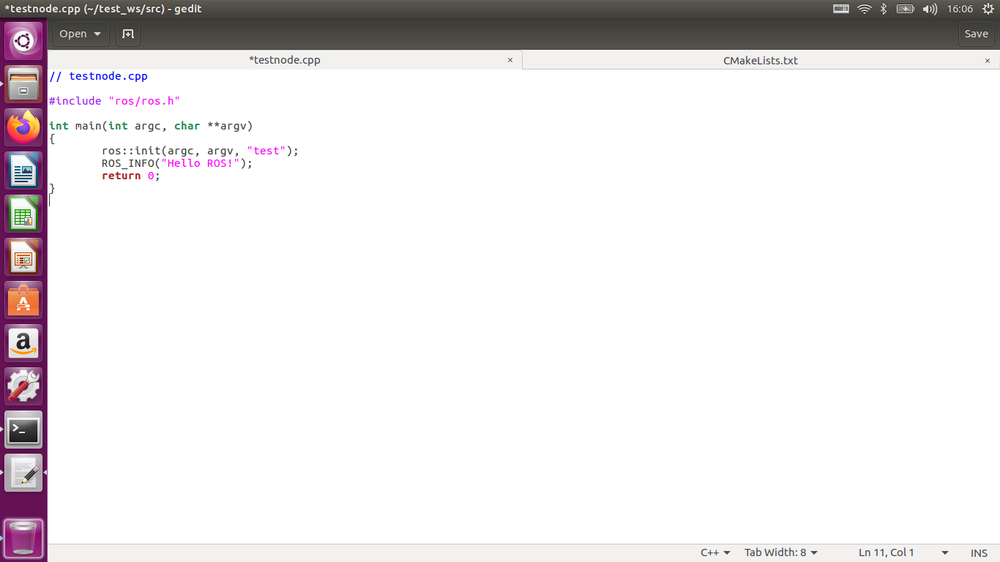 *testnode.cpp (~/test_ws/src) - gedit
16:06
Open
Save
*testnode.cpp ×
CMakeLists.txt ×
// testnode.cpp
#include "ros/ros.h"
int main(int argc, char **argv)
{
ros::init(argc, argv, "test");
ROS_INFO("Hello ROS!");
return 0;
}
C++ Tab Width: 8 Ln 11, Col 1 INS